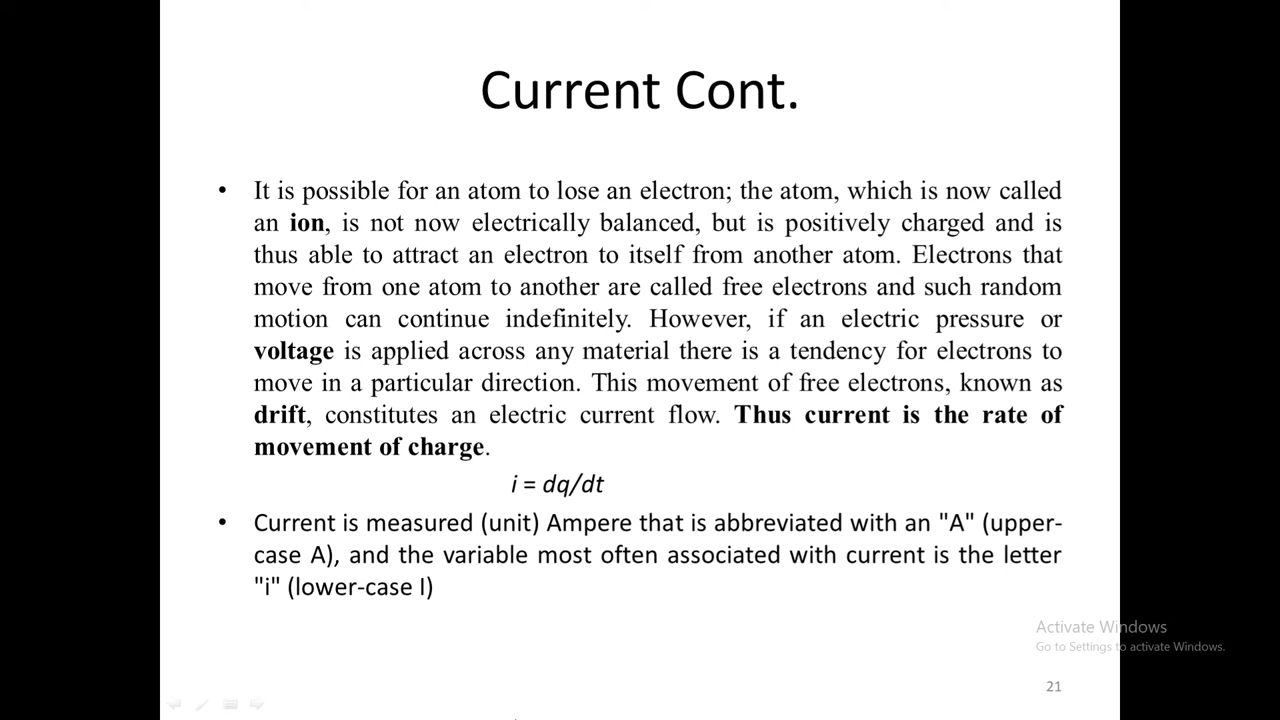 Current Cont.
• It is possible for an atom to lose an electron; the atom, which is now called
an ion, is not now electrically balanced, but is positively charged and is
thus able to attract an electron to itself from another atom. Electrons that
move from one atom to another are called free electrons and such random
motion can continue indefinitely. However, if an electric pressure or
voltage is applied across any material there is a tendency for electrons to
move in a particular direction. This movement of free electrons, known as
drift, constitutes an electric current flow. Thus current is the rate of
movement of charge.
i = dq/dt
• Current is measured (unit) Ampere that is abbreviated with an "A" (upper-
case A), and the variable most often associated with current is the letter
"i" (lower-case I)
Activate Windows
Go to Settings to activate Windows.
21